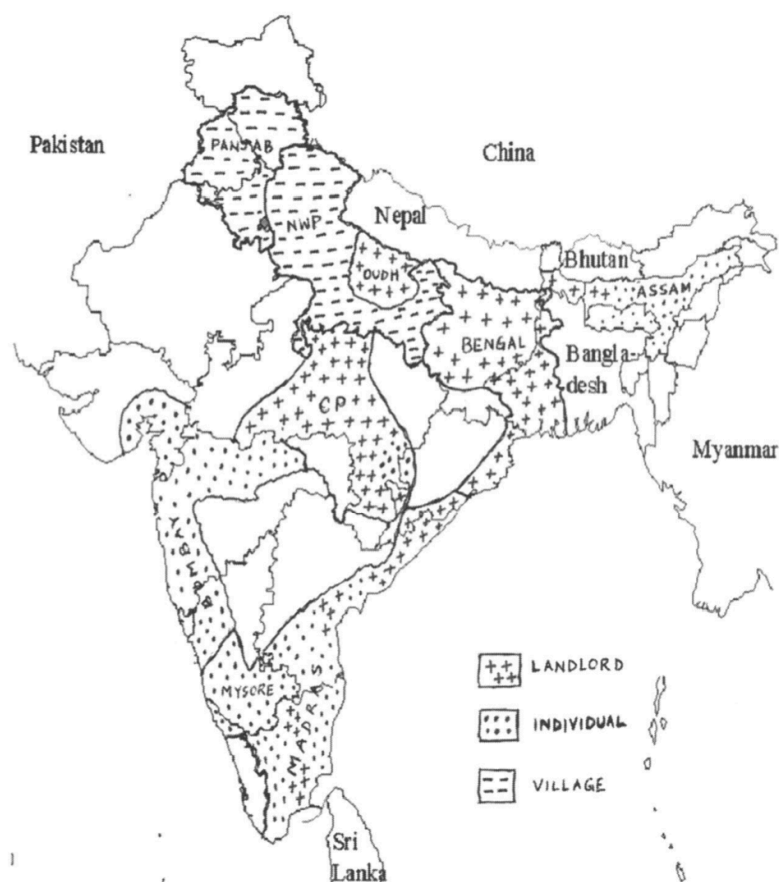 Pakistan
China
PANJAB
NWP
Nepal
OUDH
Bhutan
ASSAM
BENGAL
Bangla-
desh
CP
Myanmar
BOMBAY
MYSORE
MADRAS
LANDLORD
INDIVIDUAL
VILLAGE
Sri
Lanka